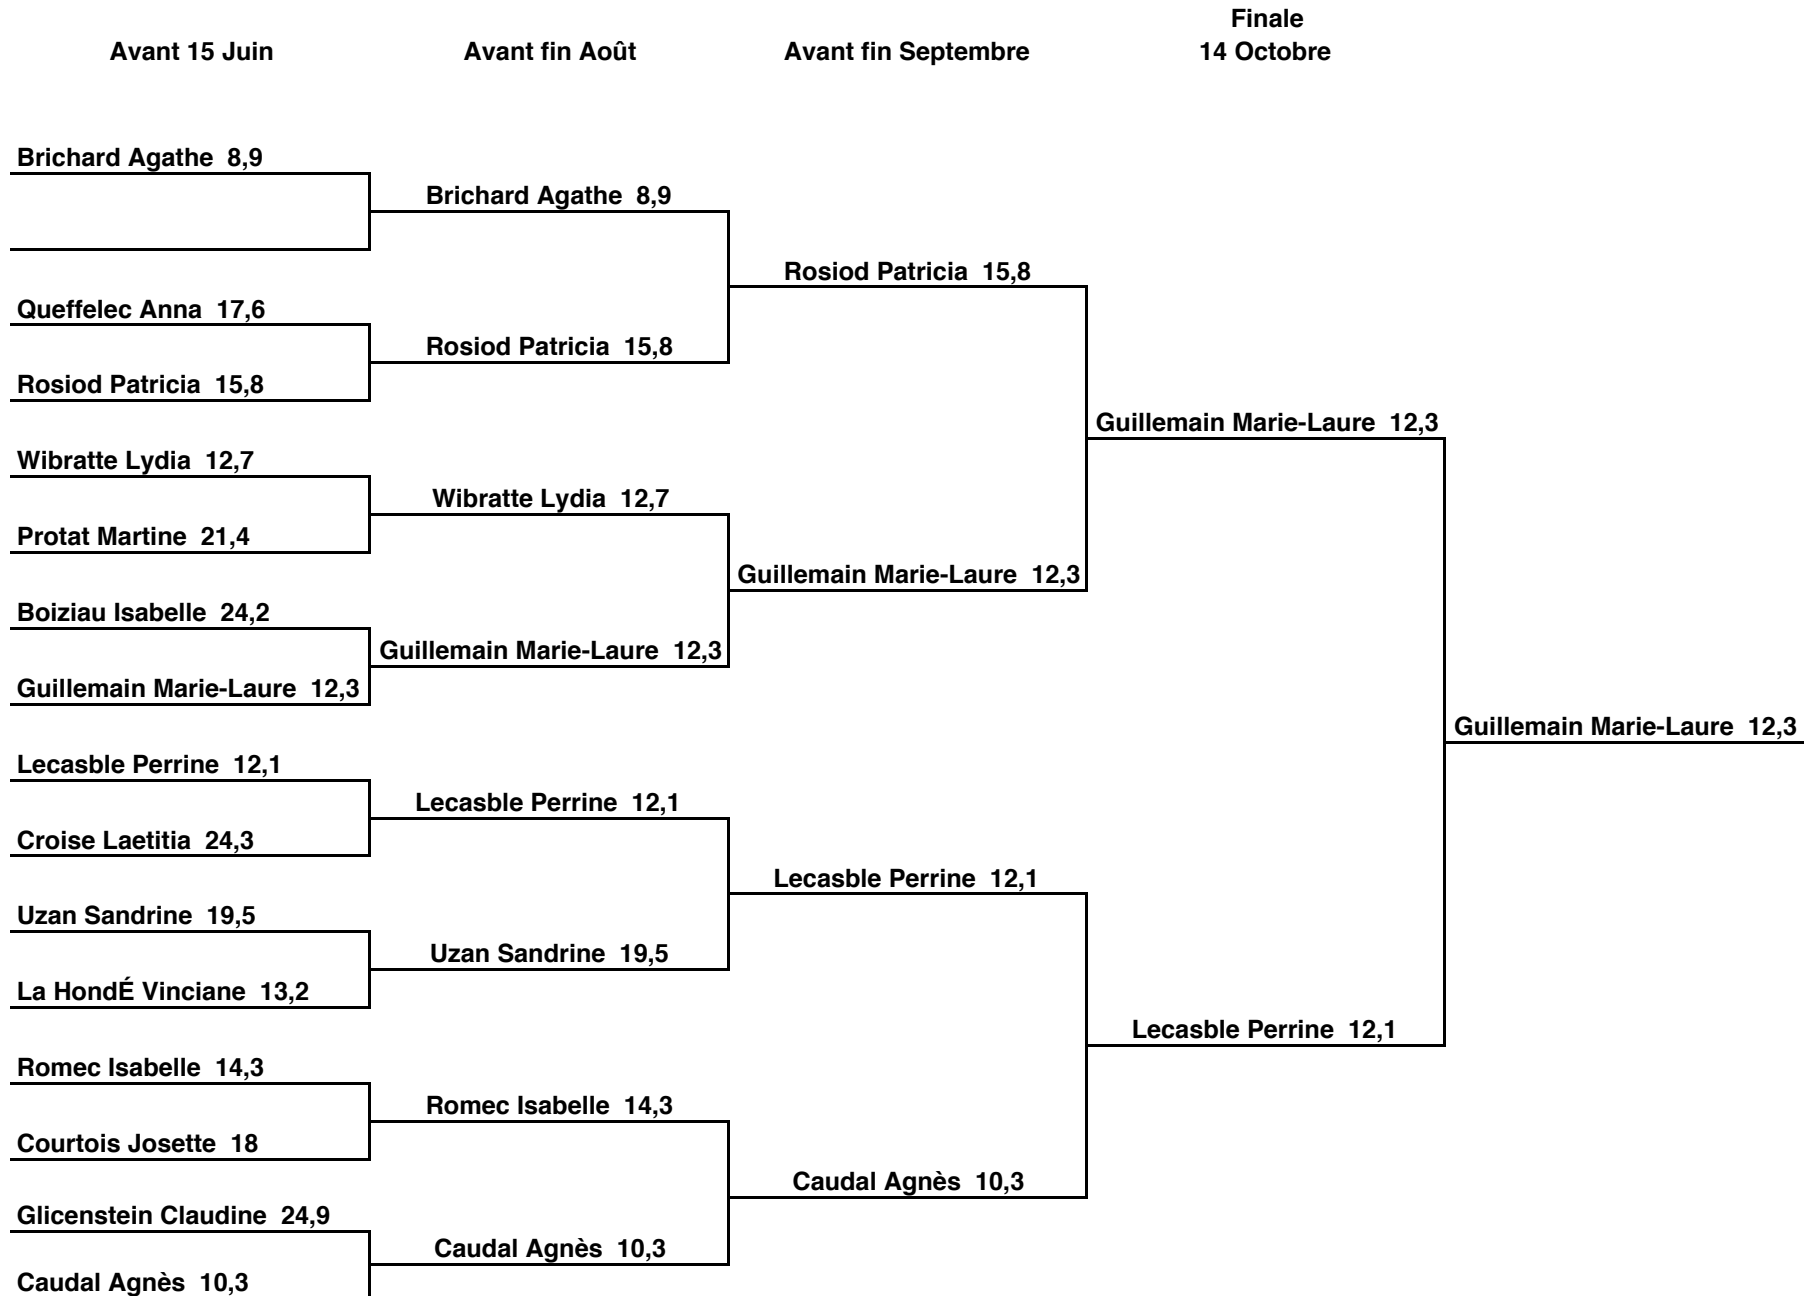 Finale
Avant 15 Juin Avant fin Août Avant fin Septembre 14 Octobre
Brichard Agathe 8,9
Brichard Agathe 8,9
Rosiod Patricia 15,8
Queffelec Anna 17,6
Rosiod Patricia 15,8
Rosiod Patricia 15,8
Guillemain Marie-Laure 12,3
Wibratte Lydia 12,7
Wibratte Lydia 12,7
Protat Martine 21,4
Guillemain Marie-Laure 12,3
Boiziau Isabelle 24,2
Guillemain Marie-Laure 12,3
Guillemain Marie-Laure 12,3
Guillemain Marie-Laure 12,3
Lecasble Perrine 12,1
Lecasble Perrine 12,1
Croise Laetitia 24,3
Lecasble Perrine 12,1
Uzan Sandrine 19,5
Uzan Sandrine 19,5
La HondÉ Vinciane 13,2
Lecasble Perrine 12,1
Romec Isabelle 14,3
Romec Isabelle 14,3
Courtois Josette 18
Caudal Agnès 10,3
Glicenstein Claudine 24,9
Caudal Agnès 10,3
Caudal Agnès 10,3